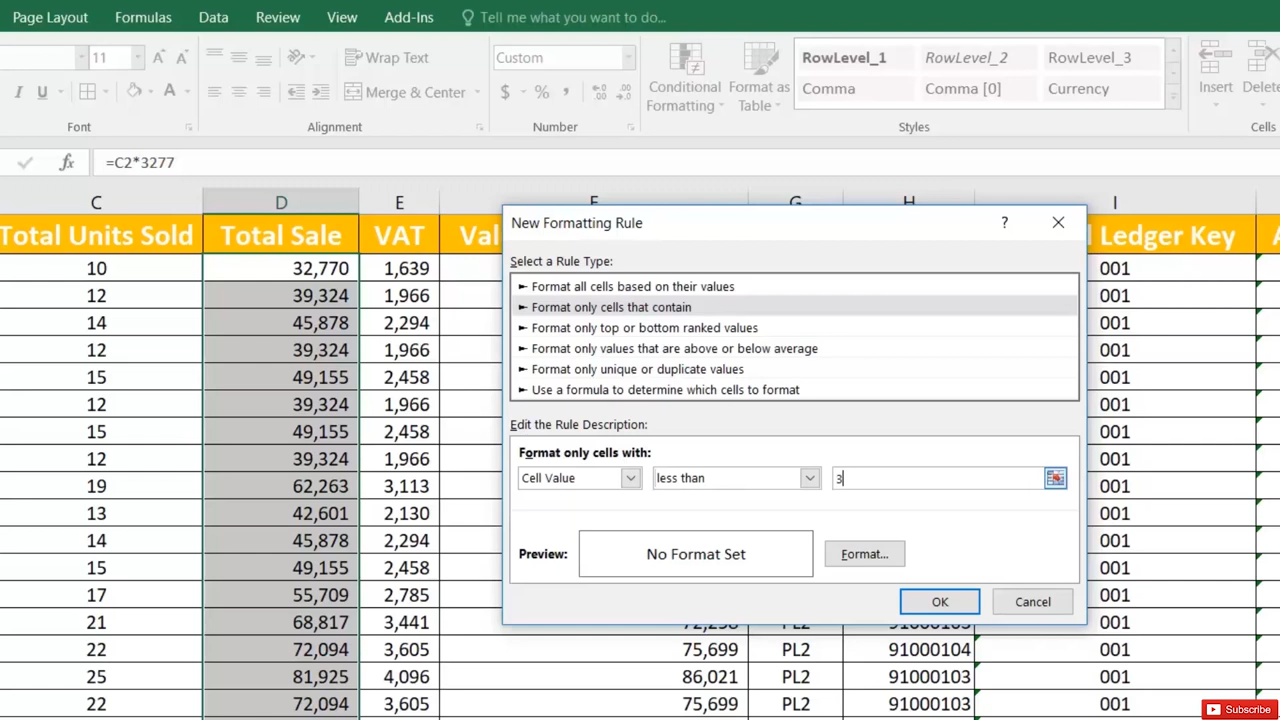 Page Layout Formulas Data Review View Add-Ins Tell me what you want to do...
11 A A Wrap Text Custom Conditional Formatting Format as Table RowLevel_1 RowLevel_2 RowLevel_3 Insert Delete
I U A Merge & Center $ % , Comma Comma [0] Currency
Font Alignment Number Styles Cells
fx =C2*3277
C D E F G H I
Total Units Sold Total Sale VAT Val Ledger Key
10 32,770 1,639 001
12 39,324 1,966 001
14 45,878 2,294 001
12 39,324 1,966 001
15 49,155 2,458 001
12 39,324 1,966 001
15 49,155 2,458 001
12 39,324 1,966 001
19 62,263 3,113 001
13 42,601 2,130 001
14 45,878 2,294 001
15 49,155 2,458 001
17 55,709 2,785 001
21 68,817 3,441 72,258 PL2 91000103 001
22 72,094 3,605 75,699 PL2 91000104 001
25 81,925 4,096 86,021 PL2 91000103 001
22 72,094 3,605 75,699 PL2 91000103 001
New Formatting Rule ?
Select a Rule Type:
► Format all cells based on their values
► Format only cells that contain
► Format only top or bottom ranked values
► Format only values that are above or below average
► Format only unique or duplicate values
► Use a formula to determine which cells to format
Edit the Rule Description:
Format only cells with:
Cell Value less than 3
Preview: No Format Set Format...
OK Cancel
Subscribe